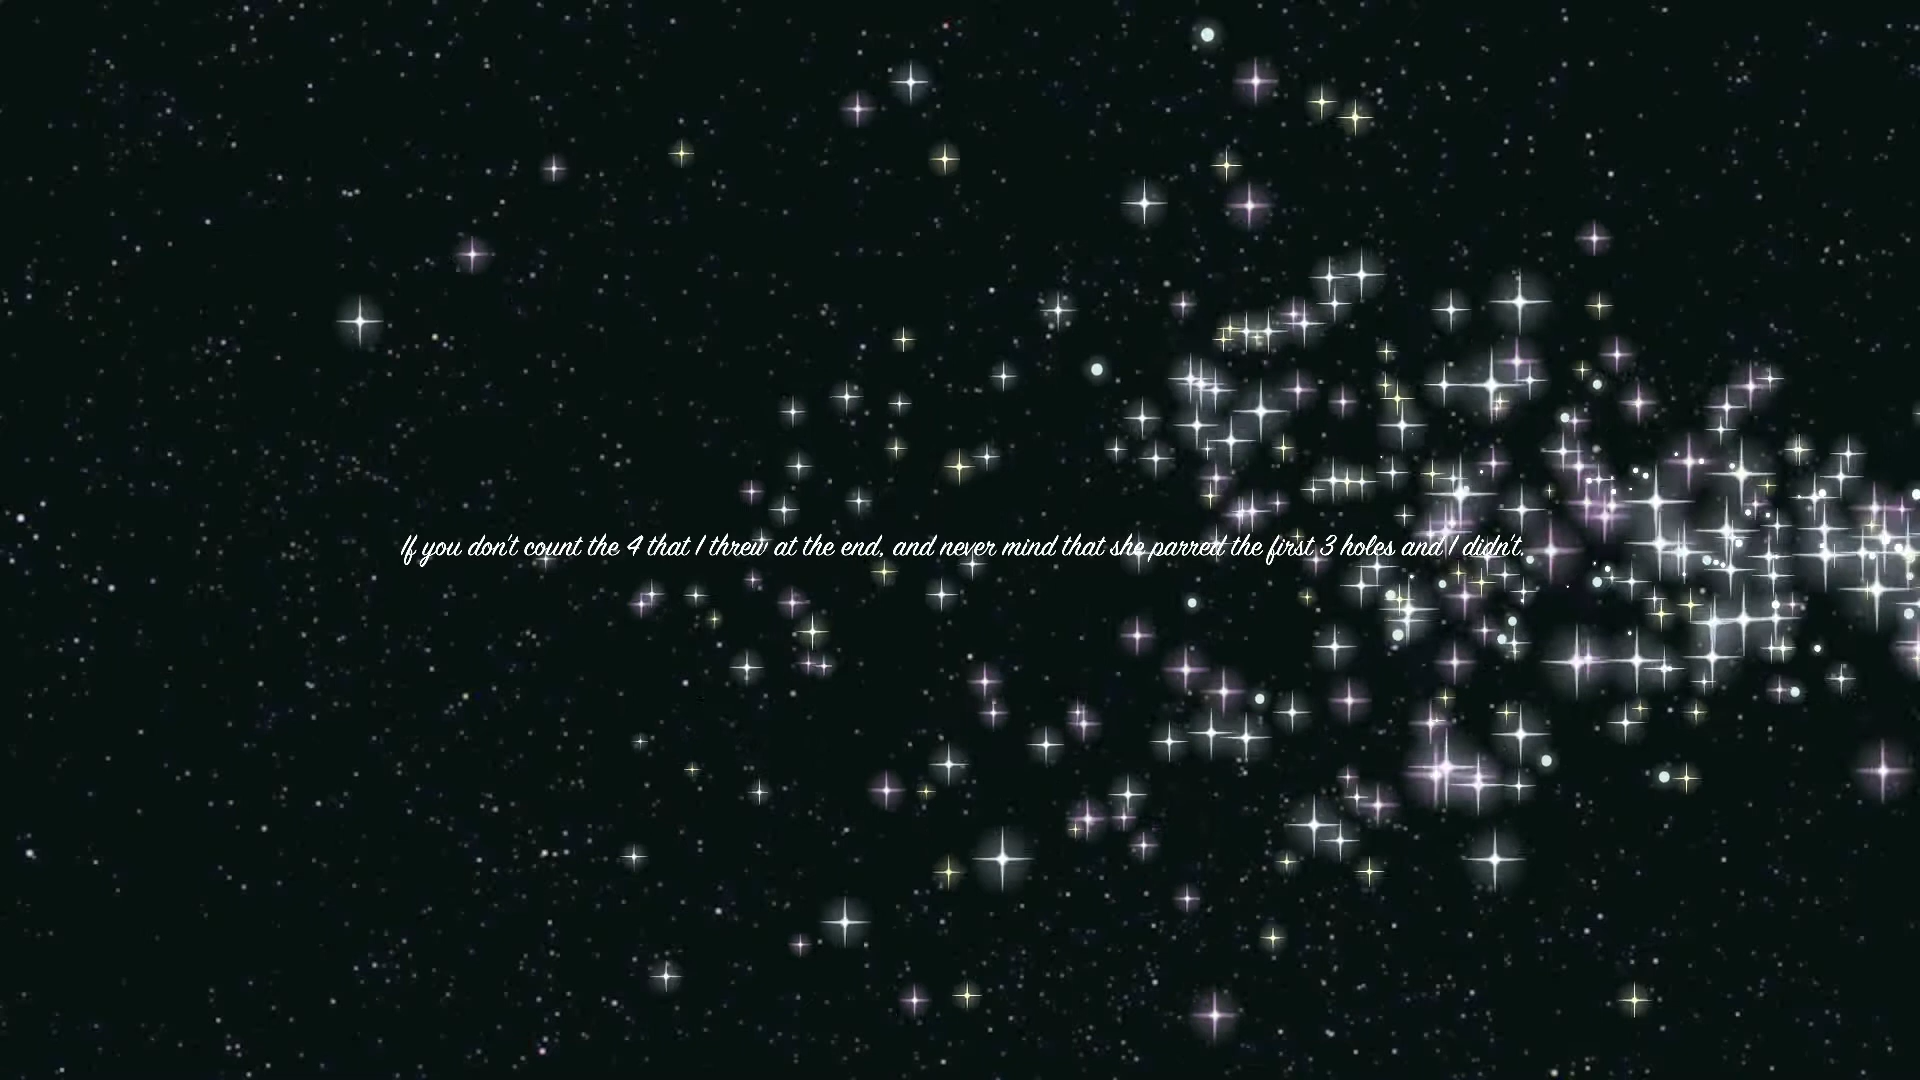 If you don't count the 4 that I threw at the end, and never mind that she parred the first 3 holes and I didn't.